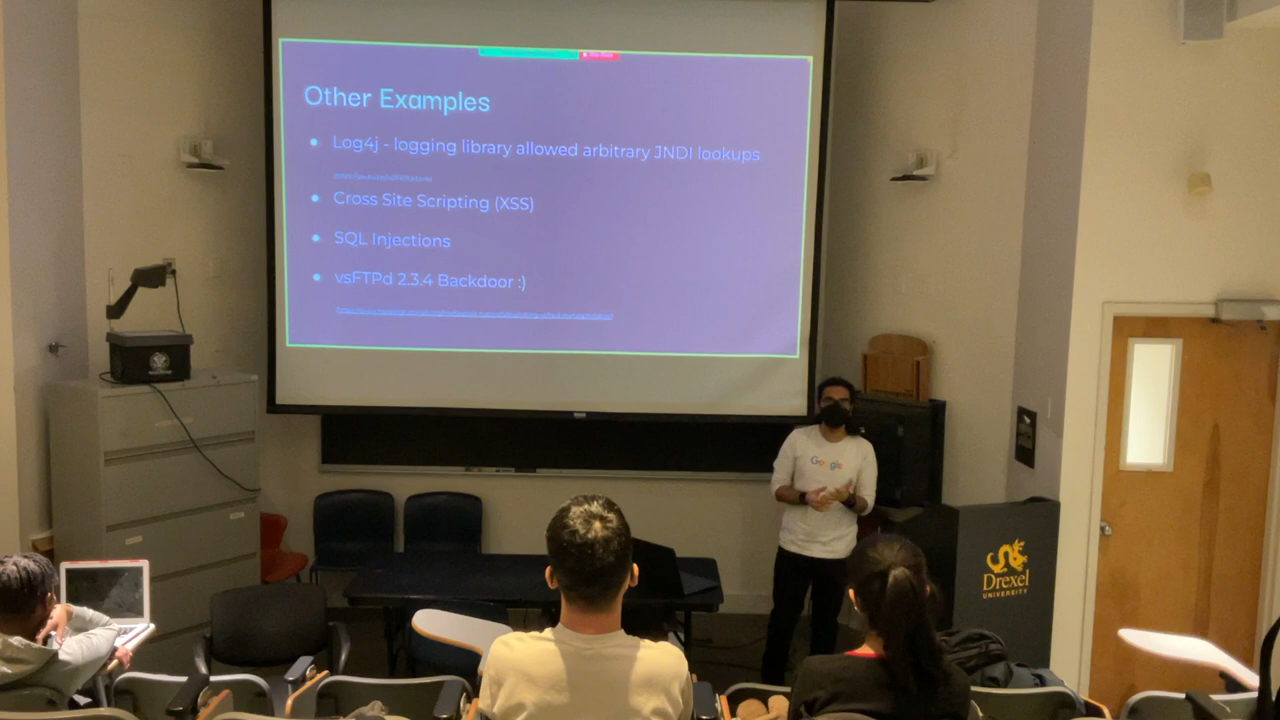 Other Examples
Log4j - logging library allowed arbitrary JNDI lookups
Cross Site Scripting (XSS)
SQL Injections
vsFTPd 2.3.4 Backdoor :)
Google
Drexel
UNIVERSITY